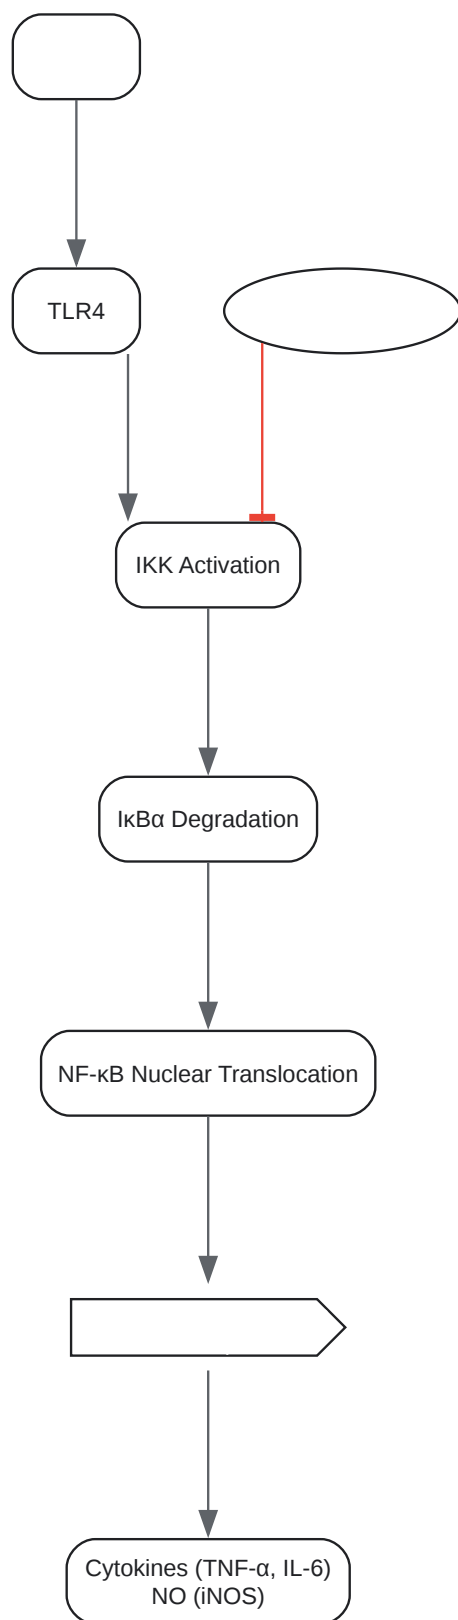 TLR4
IKK Activation
IκBα Degradation
NF-κB Nuclear Translocation
Cytokines (TNF-α, IL-6)
NO (iNOS)